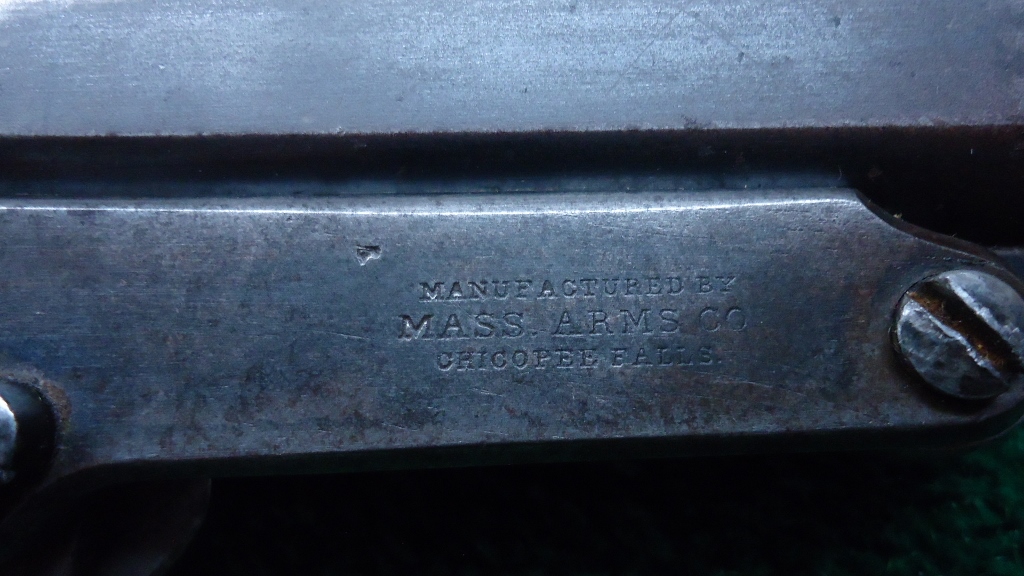 MANUFACTURED BY
MASS. ARMS CO
CHICOPEE FALLS.